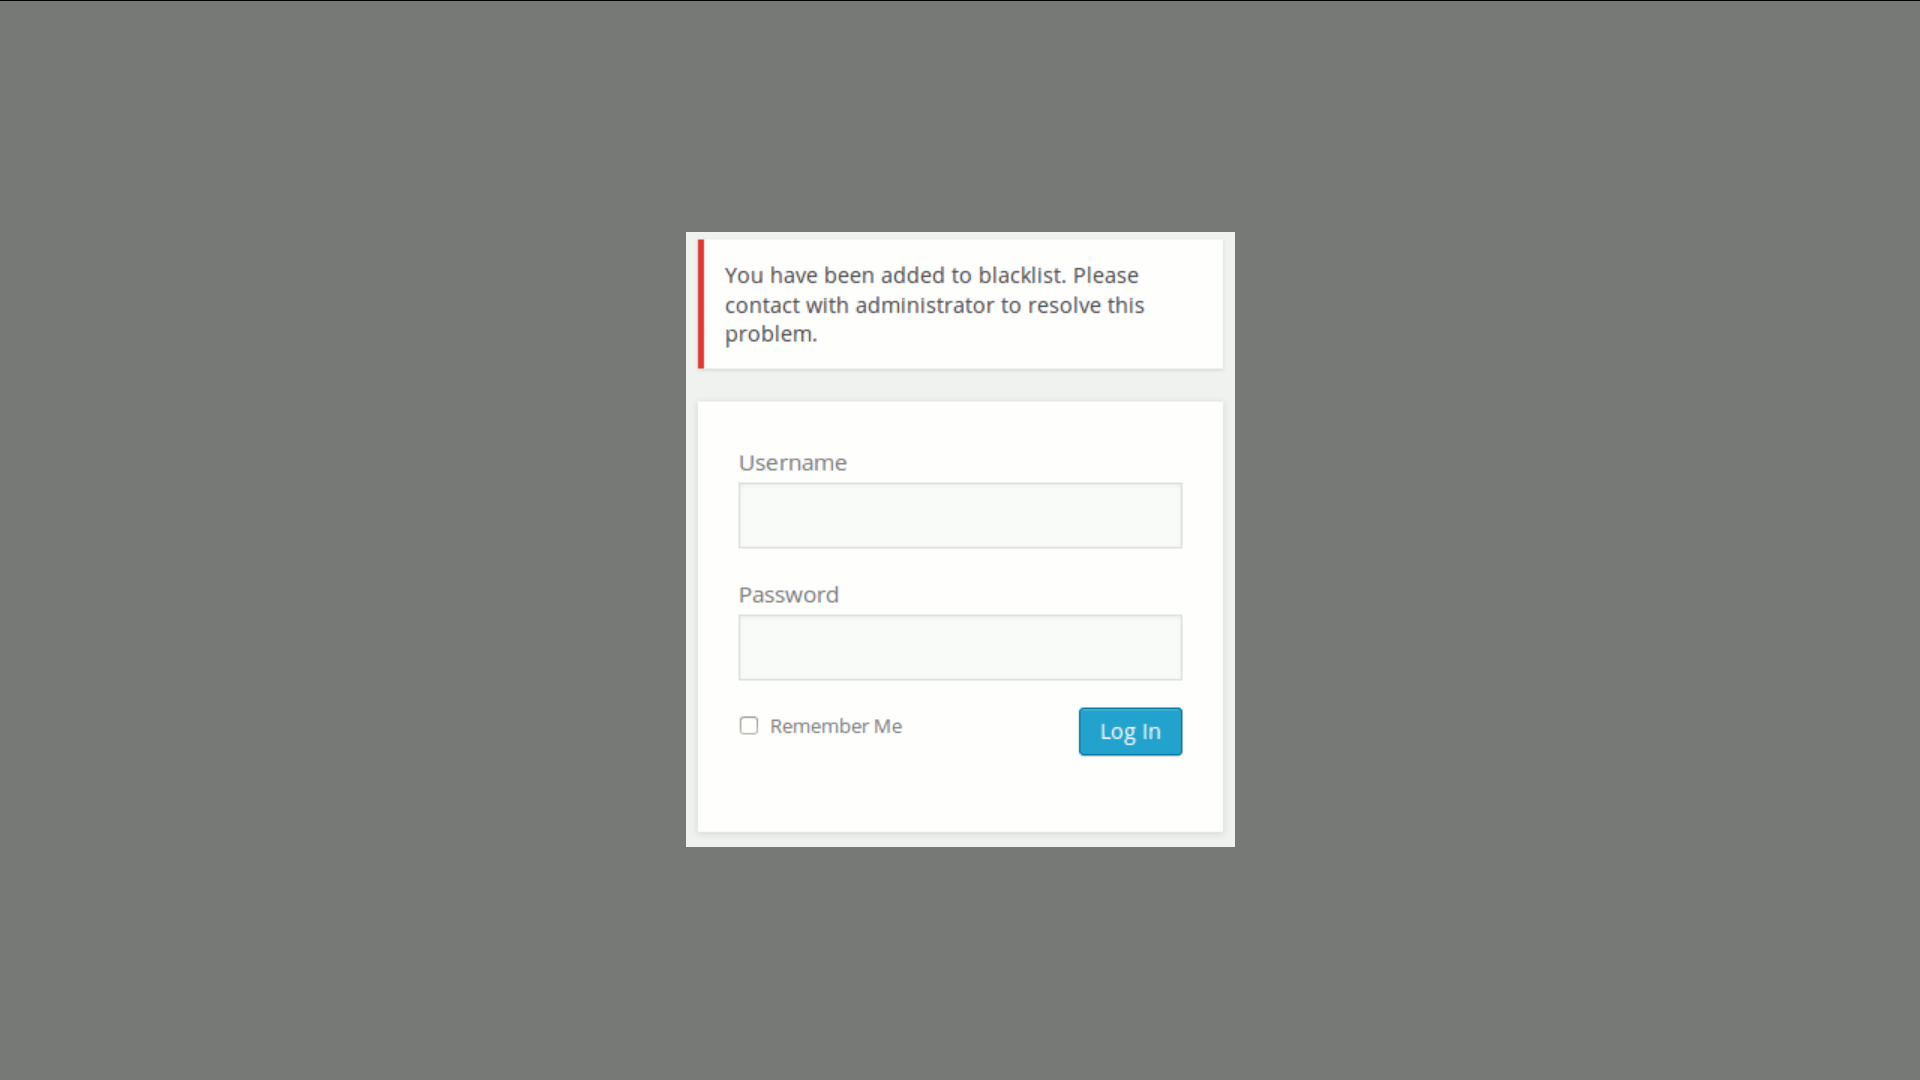 You have been added to blacklist. Please
contact with administrator to resolve this
problem.
Username
Password
Remember Me
Log In